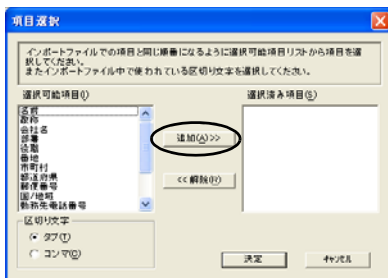 項目選択
インポートファイルでの項目と同じ順番になるように選択可能項目リストから項目を選
択してください。
またインポートファイル中で使われている区切り文字を選択してください。
選択可能項目(I)
選択済み項目(S)
名前
敬称
会社名
部署
役職
番地
市町村
都道府県
郵便番号
国/地域
勤務先電話番号
追加(A)>>
<<解除(R)
区切り文字
タブ(T)
コンマ(C)
決定
キャンセル